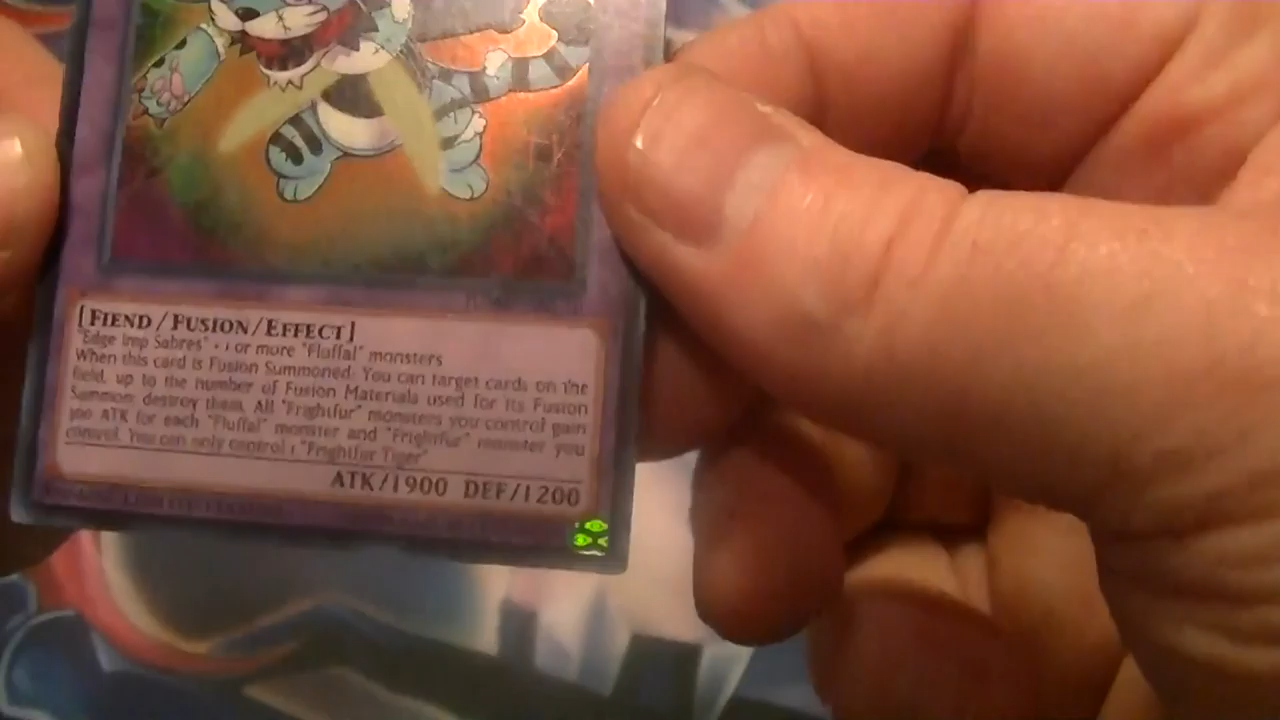 [FIEND/FUSION/EFFECT]
"Edge Imp Sabres" + 1 or more "Fluffal" monsters
When this card is Fusion Summoned: You can target cards on the
field, up to the number of Fusion Materials used for its Fusion
Summon; destroy them. All "Frightfur" monsters you control gain
300 ATK for each "Fluffal" monster and "Frightfur" monster you
control. You can only control 1 "Frightfur Tiger"
ATK/1900 DEF/1200